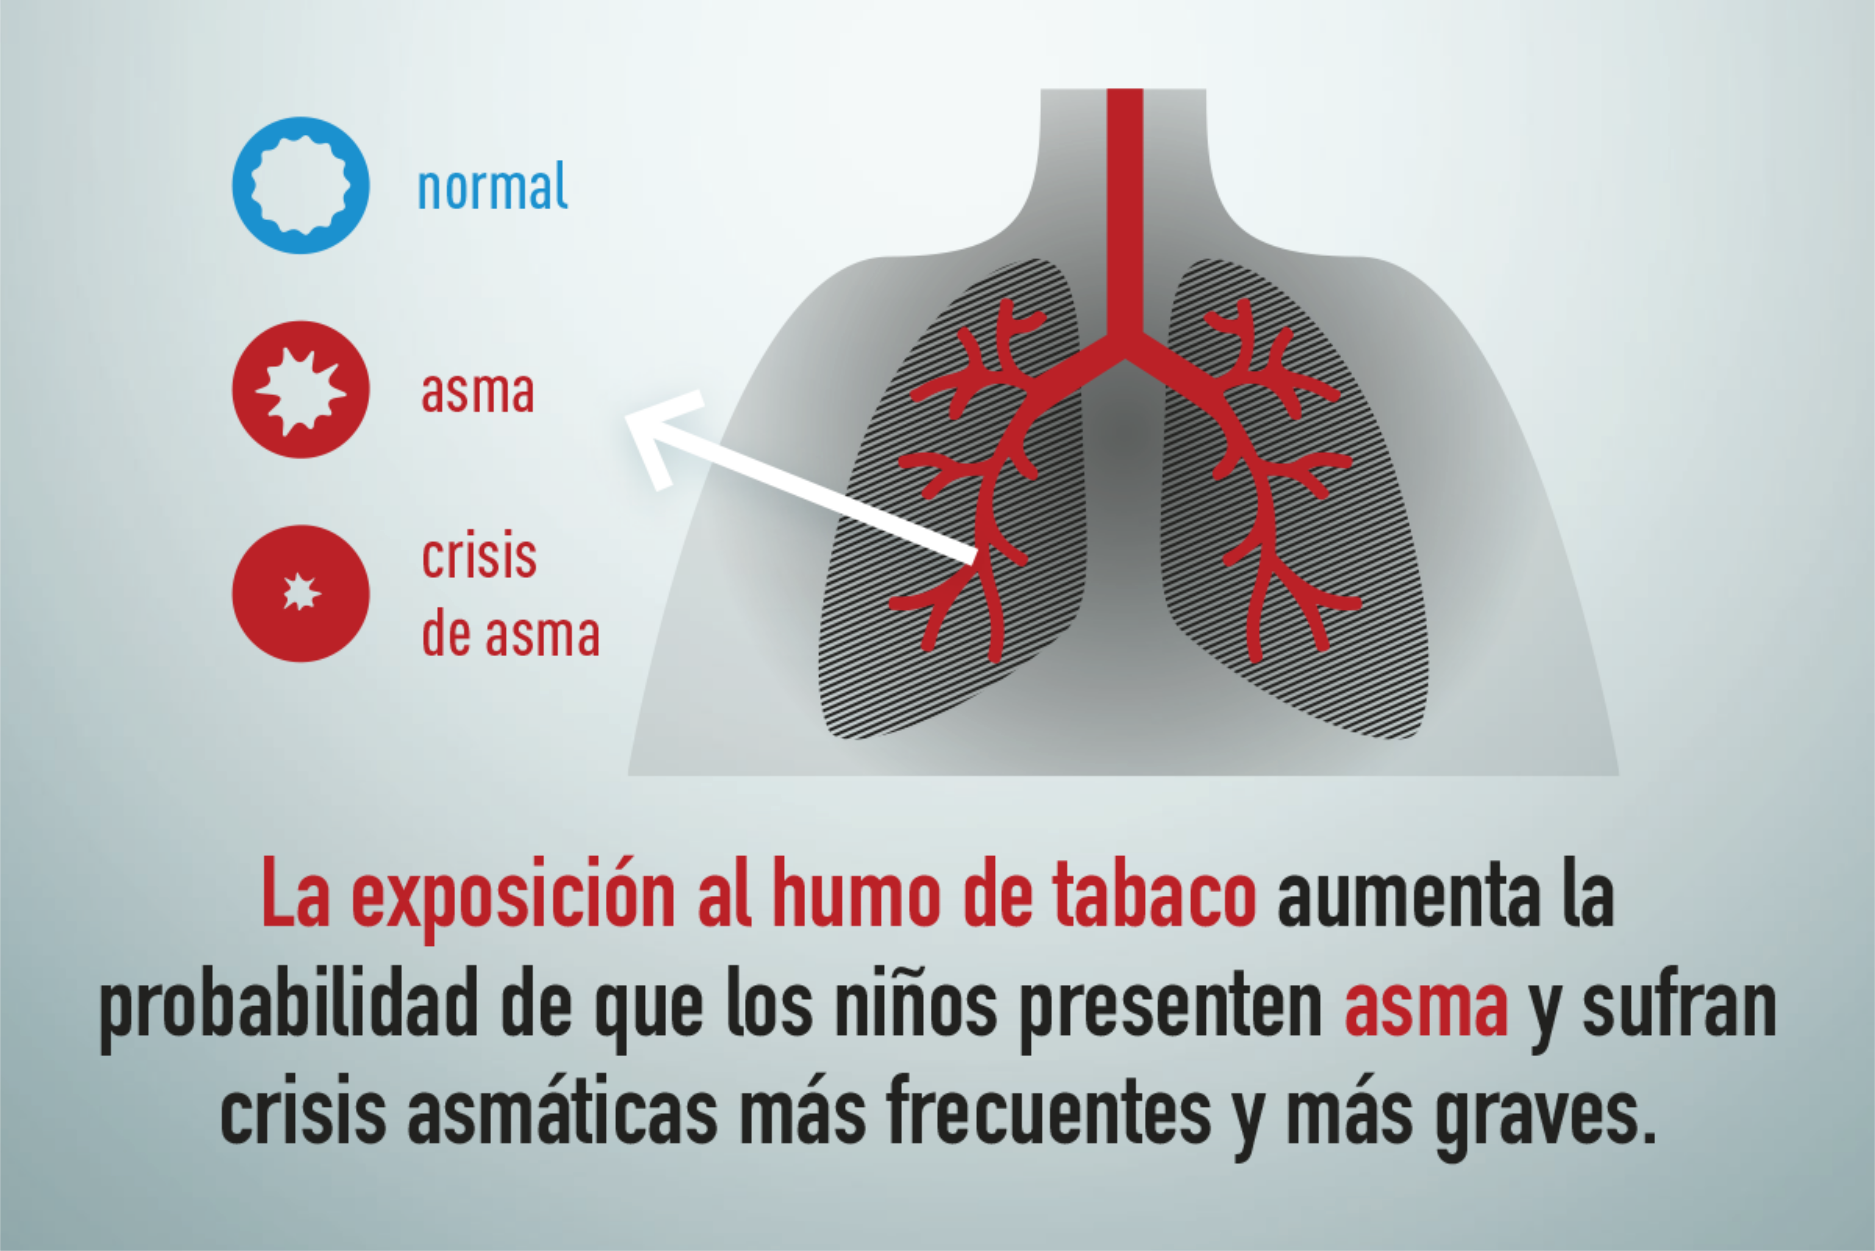 normal
asma
crisis
de asma
La exposición al humo de tabaco aumenta la
probabilidad de que los niños presenten asma y sufran
crisis asmáticas más frecuentes y más graves.